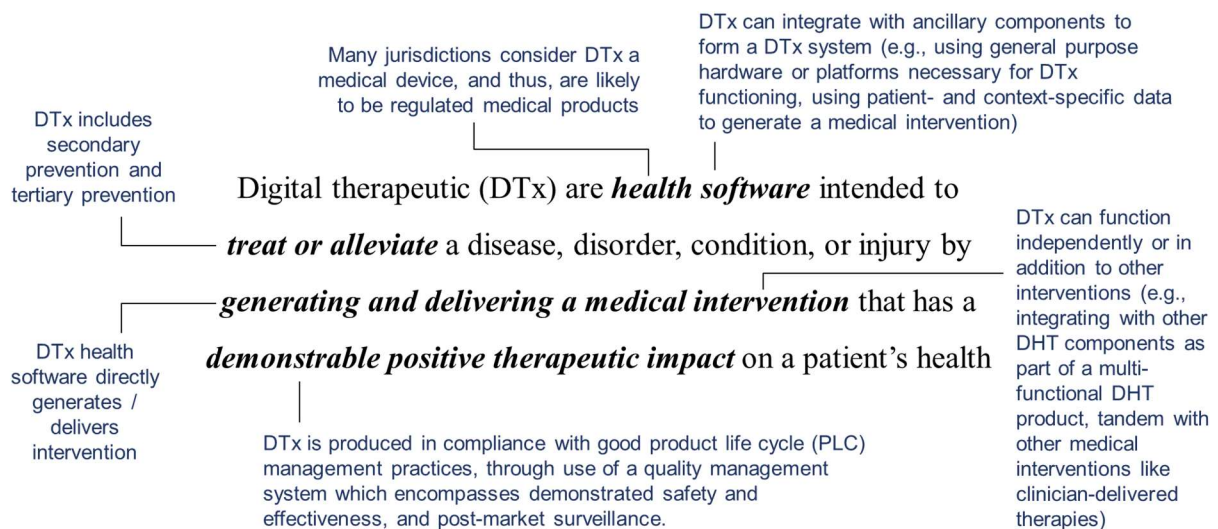 Many jurisdictions consider DTx a
medical device, and thus, are likely
to be regulated medical products
DTx can integrate with ancillary components to
form a DTx system (e.g., using general purpose
hardware or platforms necessary for DTx
functioning, using patient- and context-specific data
to generate a medical intervention)
DTx includes
secondary
prevention and
tertiary prevention
Digital therapeutic (DTx) are health software intended to
treat or alleviate a disease, disorder, condition, or injury by
generating and delivering a medical intervention that has a
demonstrable positive therapeutic impact on a patient’s health
DTx can function
independently or in
addition to other
interventions (e.g.,
integrating with other
DHT components as
part of a multi-
functional DHT
product, tandem with
other medical
interventions like
clinician-delivered
therapies)
DTx health
software directly
generates /
delivers
intervention
DTx is produced in compliance with good product life cycle (PLC)
management practices, through use of a quality management
system which encompasses demonstrated safety and
effectiveness, and post-market surveillance.